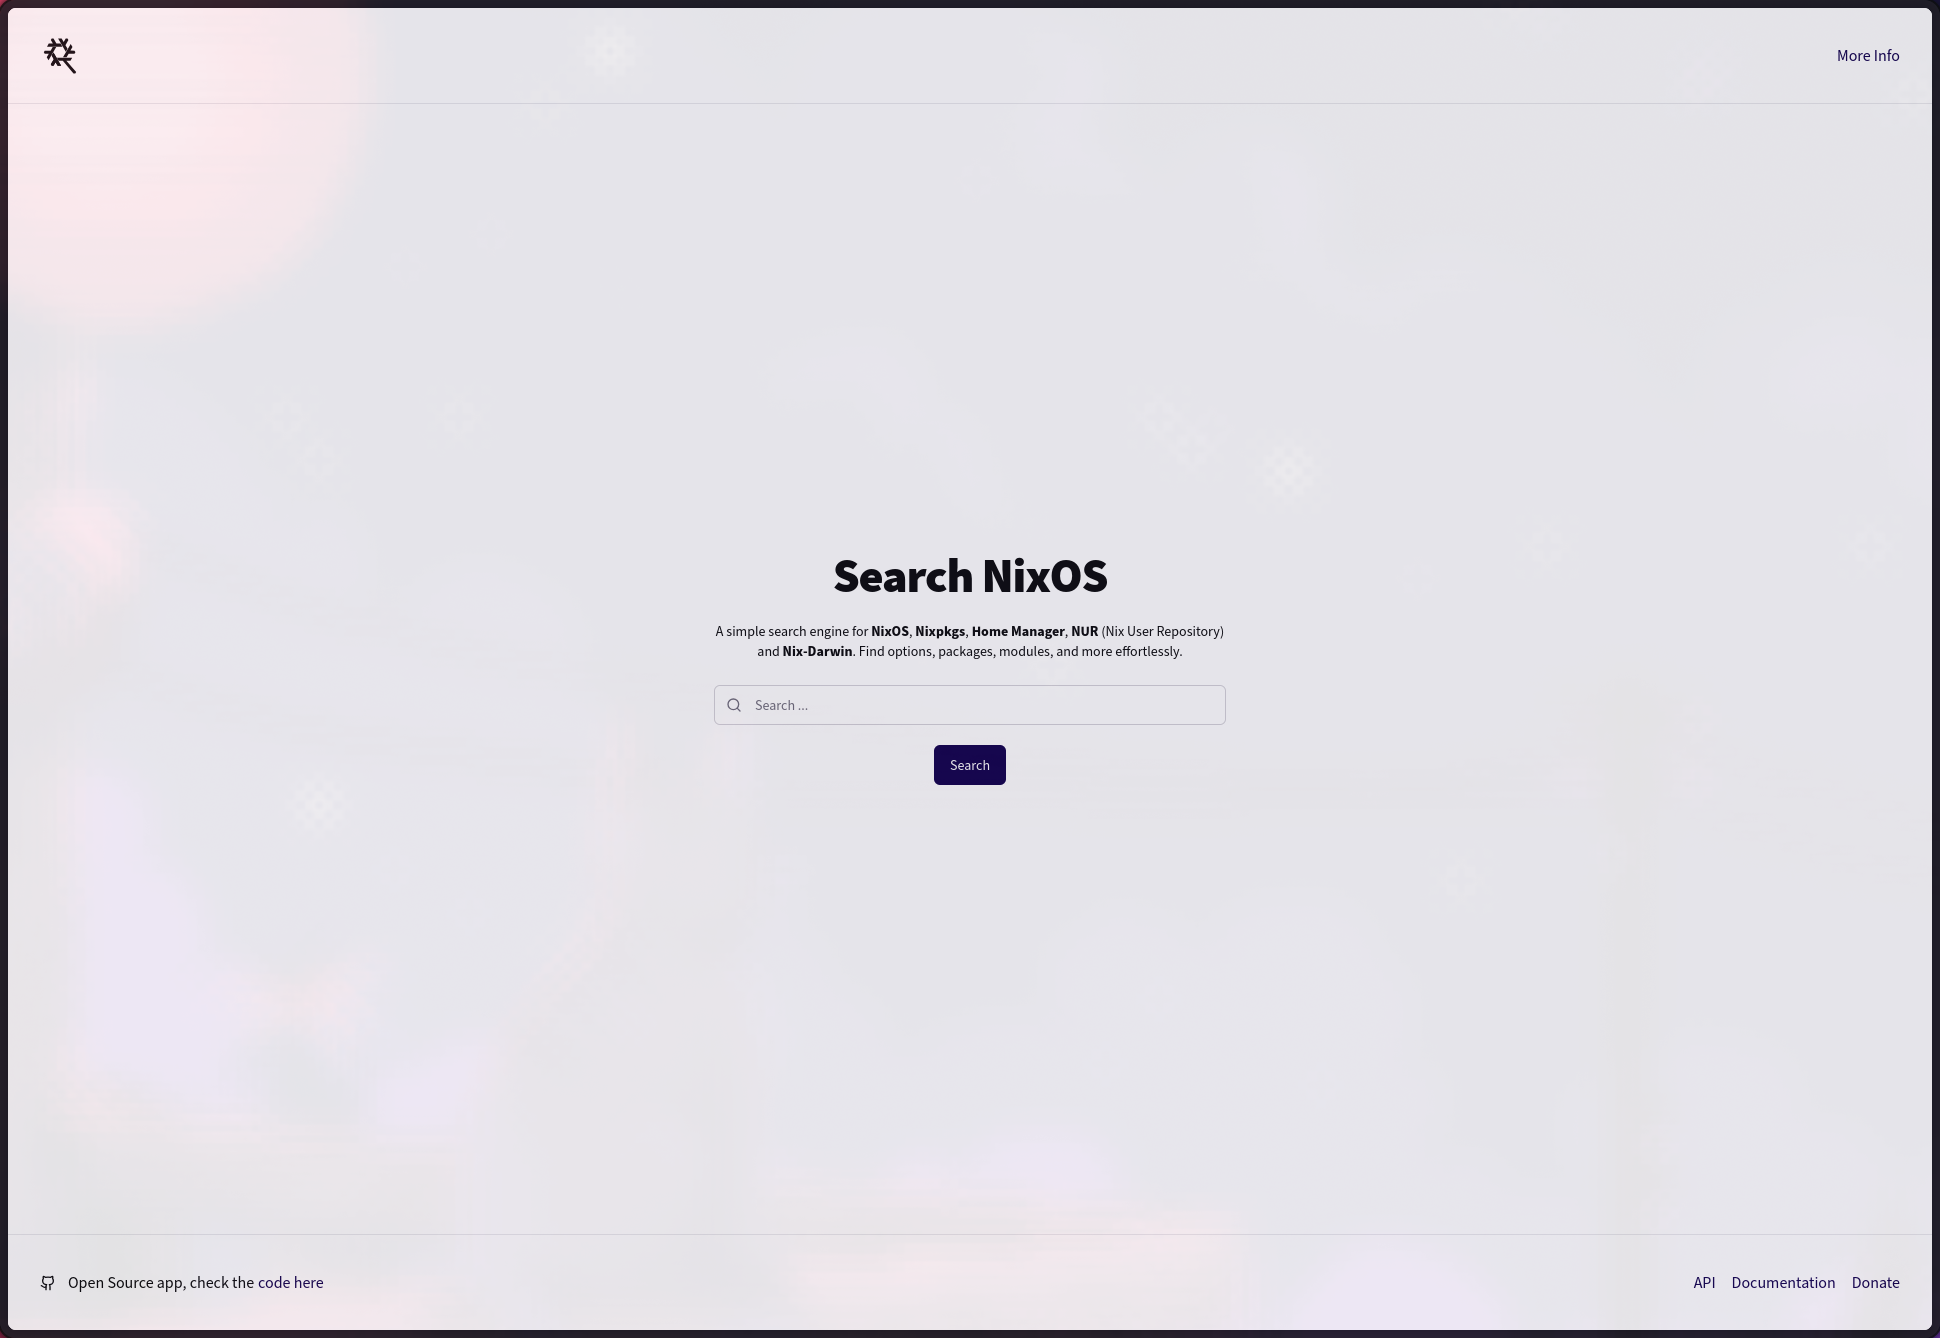 More Info
Search NixOS
A simple search engine for NixOS, Nixpkgs, Home Manager, NUR (Nix User Repository)
and Nix-Darwin. Find options, packages, modules, and more effortlessly.
Search ...
Search
Open Source app, check the code here
API Documentation Donate